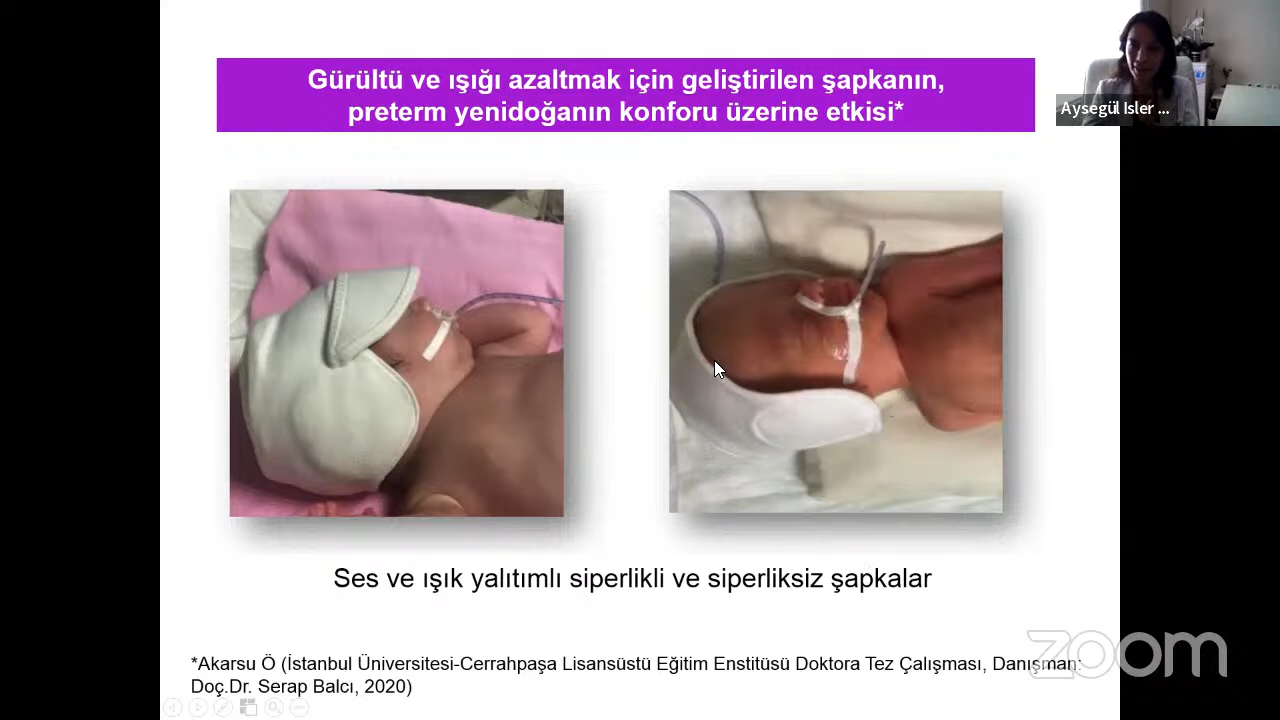 Gürültü ve ışığı azaltmak için geliştirilen şapkanın,
preterm yenidoğanın konforu üzerine etkisi*
Aysegül Isler ...
Ses ve ışık yalıtımlı siperlikli ve siperliksiz şapkalar
zoom
*Akarsu Ö (İstanbul Üniversitesi-Cerrahpaşa Lisansüstü Eğitim Enstitüsü Doktora Tez Çalışması, Danışman:
Doç.Dr. Serap Balcı, 2020)